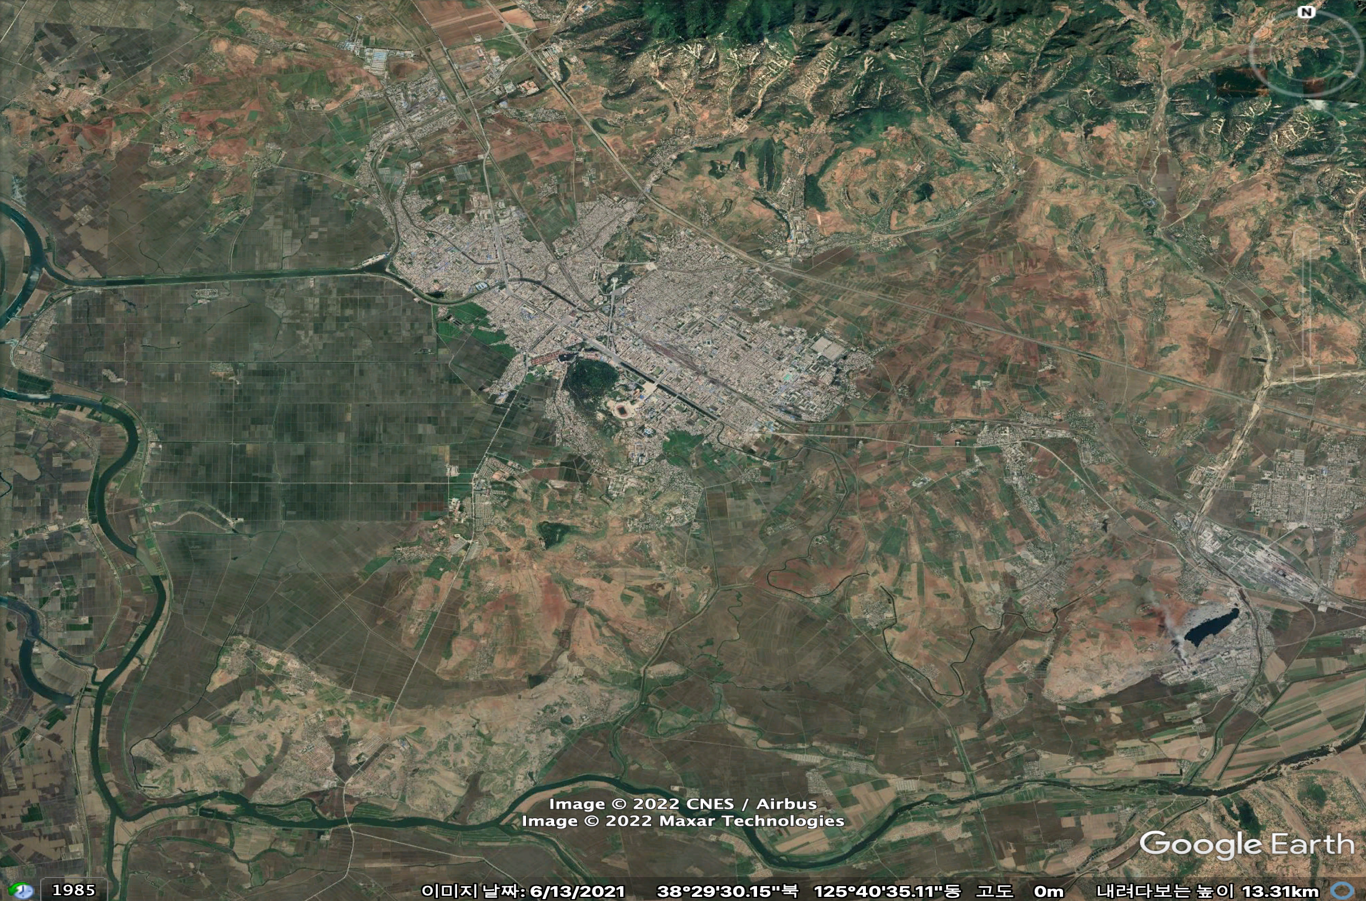 N
Image © 2022 CNES / Airbus
Image © 2022 Maxar Technologies
Google Earth
1985
이미지 날짜: 6/13/2021 38°29'30.15"북 125°40'35.11"동 고도 0m 내려다보는 높이 13.31km